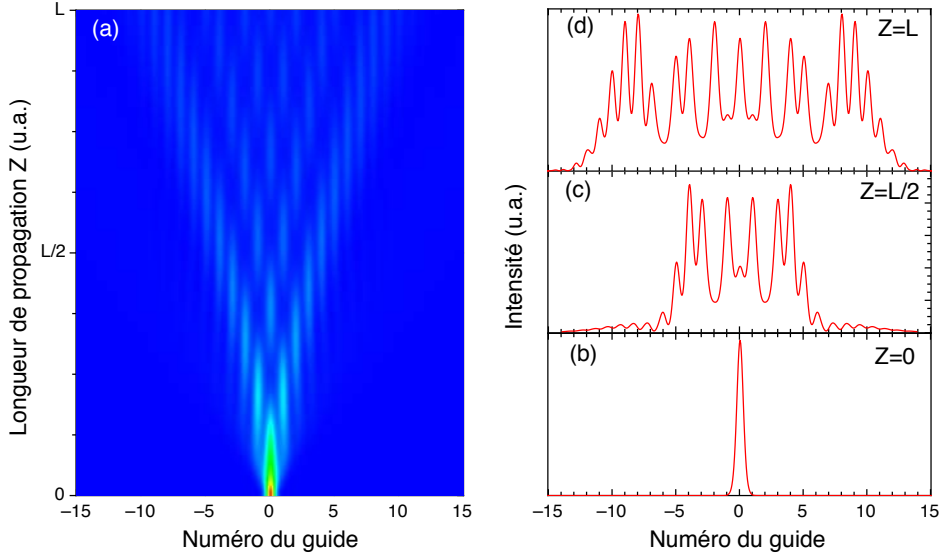 (a)
L
L/2
0
Longueur de propagation Z (u.a.)
−15 −10 −5 0 5 10 15
Numéro du guide
(d) Z=L
(c) Z=L/2
(b) Z=0
Intensité (u.a.)
−15 −10 −5 0 5 10 15
Numéro du guide